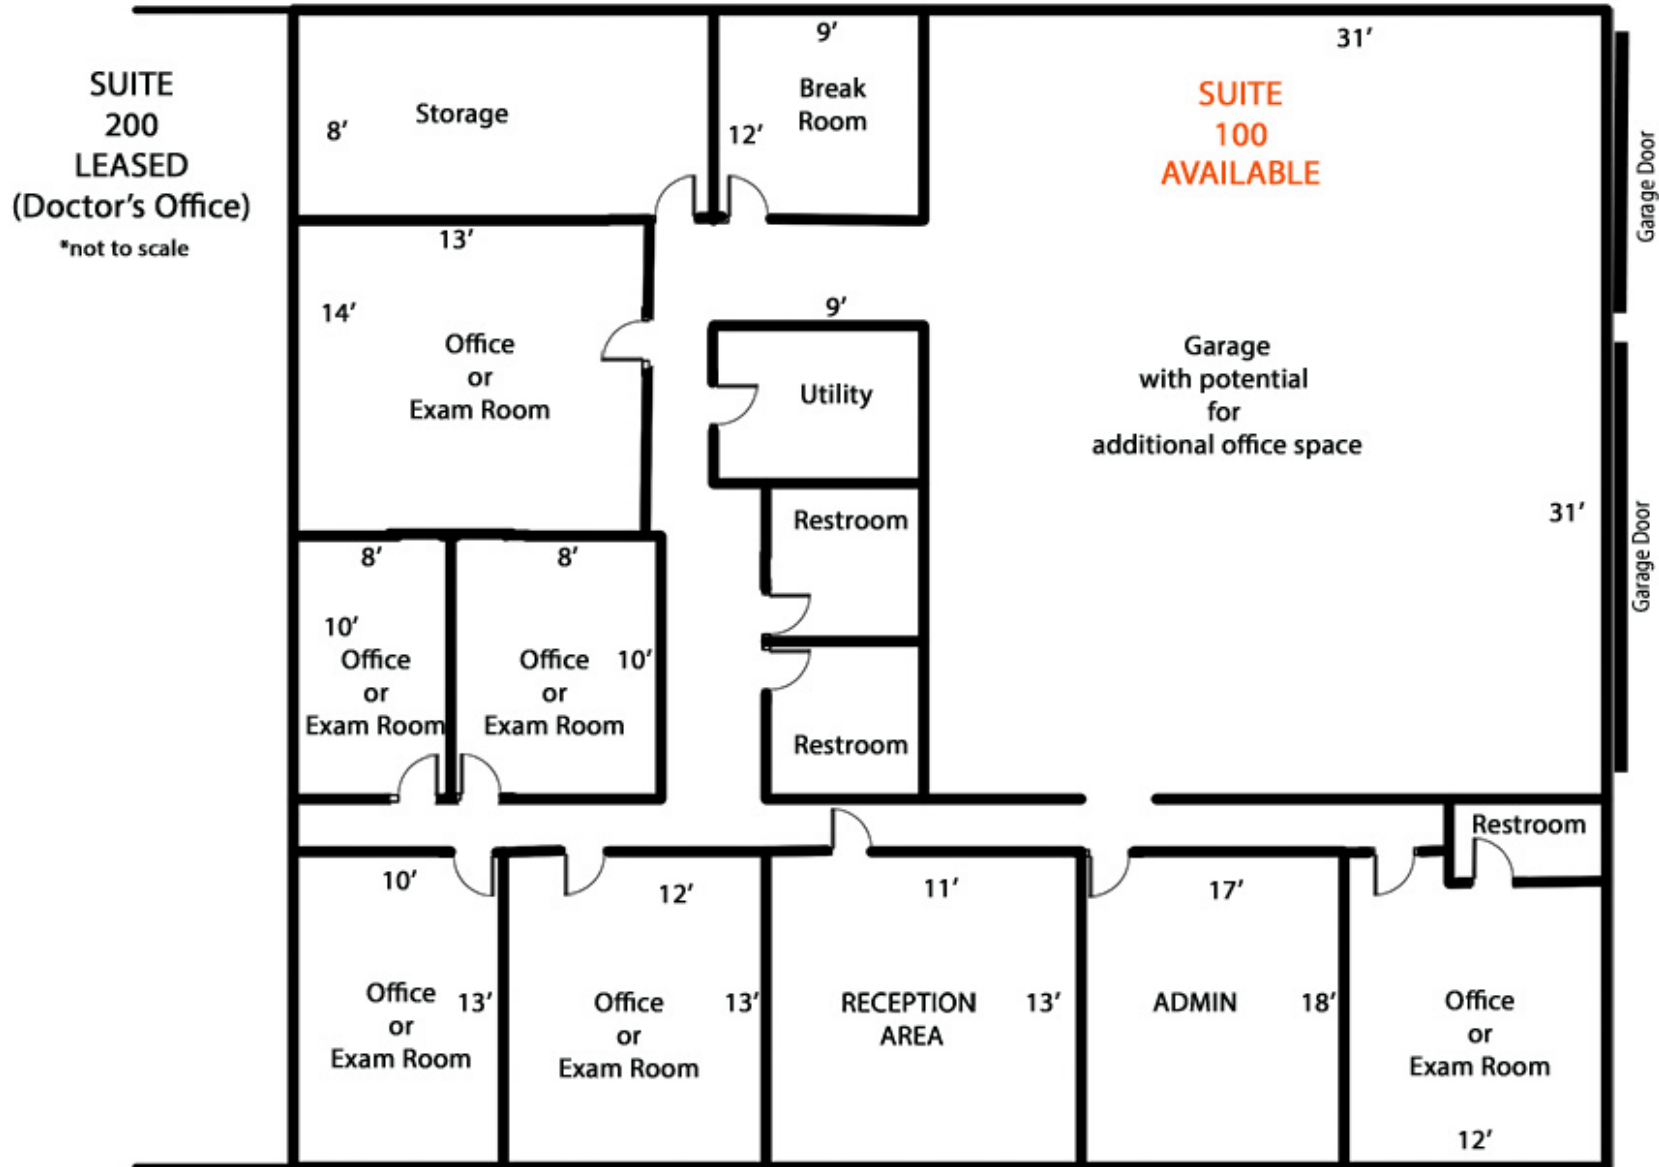 SUITE
200
LEASED
(Doctor's Office)
*not to scale
8'
Storage
9'
Break
Room
12'
31'
SUITE
100
AVAILABLE
Garage Door
13'
14'
Office
or
Exam Room
9'
Utility
Garage
with potential
for
additional office space
31'
Garage Door
Restroom
8'
10'
Office
or
Exam Room
8'
10'
Office
or
Exam Room
Restroom
Restroom
10'
13'
Office
or
Exam Room
12'
13'
Office
or
Exam Room
11'
13'
RECEPTION
AREA
17'
18'
ADMIN
Office
or
Exam Room
12'